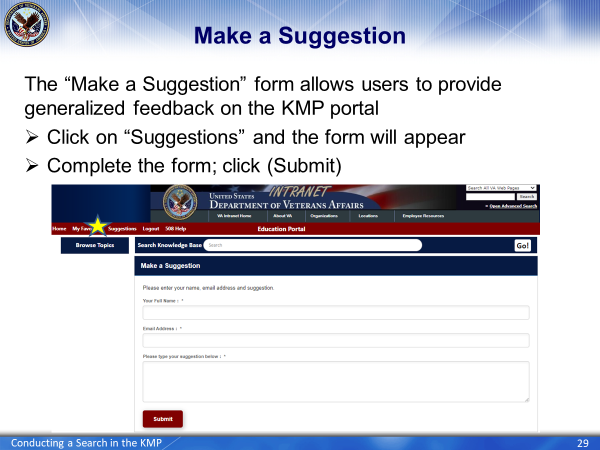 Make a Suggestion
The “Make a Suggestion” form allows users to provide
generalized feedback on the KMP portal
➢ Click on “Suggestions” and the form will appear
➢ Complete the form; click (Submit)
INTRANET
UNITED STATES
DEPARTMENT OF VETERANS AFFAIRS
Search All VA Web Pages
Search
» Open Advanced Search
VA Intranet Home About VA Organizations Locations Employee Resources
Home My Favo Suggestions Logout 508 Help Education Portal
Browse Topics Search Knowledge Base Search Go!
Make a Suggestion
Please enter your name, email address and suggestion.
Your Full Name : *
Email Address : *
Please type your suggestion below : *
Submit
Conducting a Search in the KMP 29